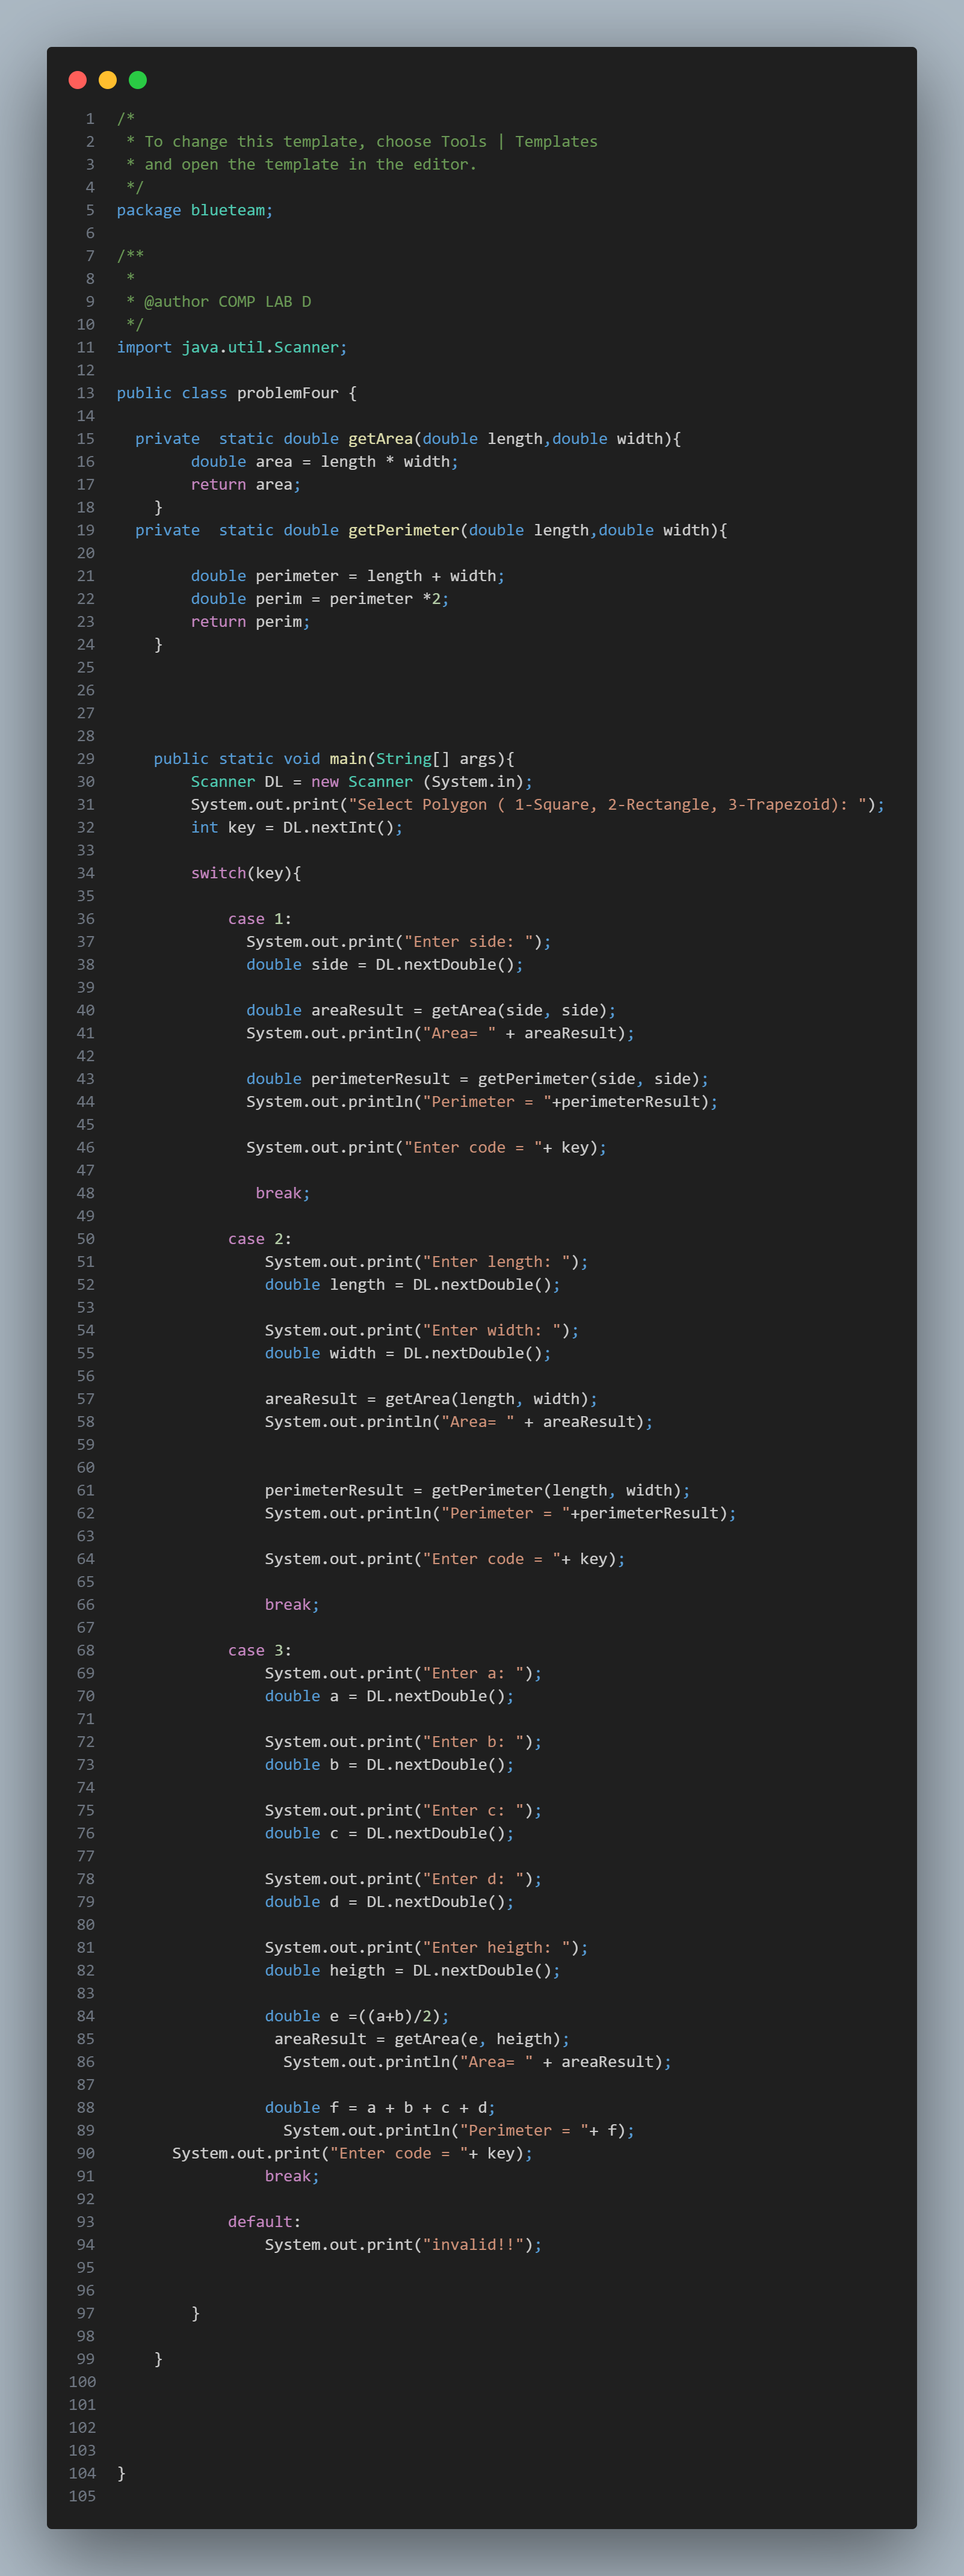 1 /*
2  * To change this template, choose Tools | Templates
3  * and open the template in the editor.
4  */
5 package blueteam;
6
7 /**
8  *
9  * @author COMP LAB D
10  */
11 import java.util.Scanner;
12
13 public class problemFour {
14
15   private  static double getArea(double length,double width){
16         double area = length * width;
17         return area;
18     }
19   private  static double getPerimeter(double length,double width){
20
21         double perimeter = length + width;
22         double perim = perimeter *2;
23         return perim;
24     }
25
26
27
28
29     public static void main(String[] args){
30         Scanner DL = new Scanner (System.in);
31         System.out.print("Select Polygon ( 1-Square, 2-Rectangle, 3-Trapezoid): ");
32         int key = DL.nextInt();
33
34         switch(key){
35
36             case 1:
37               System.out.print("Enter side: ");
38               double side = DL.nextDouble();
39
40               double areaResult = getArea(side, side);
41               System.out.println("Area= " + areaResult);
42
43               double perimeterResult = getPerimeter(side, side);
44               System.out.println("Perimeter = "+perimeterResult);
45
46               System.out.print("Enter code = "+ key);
47
48                break;
49
50             case 2:
51                 System.out.print("Enter length: ");
52                 double length = DL.nextDouble();
53
54                 System.out.print("Enter width: ");
55                 double width = DL.nextDouble();
56
57                 areaResult = getArea(length, width);
58                 System.out.println("Area= " + areaResult);
59
60
61                 perimeterResult = getPerimeter(length, width);
62                 System.out.println("Perimeter = "+perimeterResult);
63
64                 System.out.print("Enter code = "+ key);
65
66                 break;
67
68             case 3:
69                 System.out.print("Enter a: ");
70                 double a = DL.nextDouble();
71
72                 System.out.print("Enter b: ");
73                 double b = DL.nextDouble();
74
75                 System.out.print("Enter c: ");
76                 double c = DL.nextDouble();
77
78                 System.out.print("Enter d: ");
79                 double d = DL.nextDouble();
80
81                 System.out.print("Enter heigth: ");
82                 double heigth = DL.nextDouble();
83
84                 double e =((a+b)/2);
85                  areaResult = getArea(e, heigth);
86                   System.out.println("Area= " + areaResult);
87
88                 double f = a + b + c + d;
89                   System.out.println("Perimeter = "+ f);
90       System.out.print("Enter code = "+ key);
91                 break;
92
93             default:
94                 System.out.print("invalid!!");
95
96
97         }
98
99     }
100
101
102
103
104 }
105